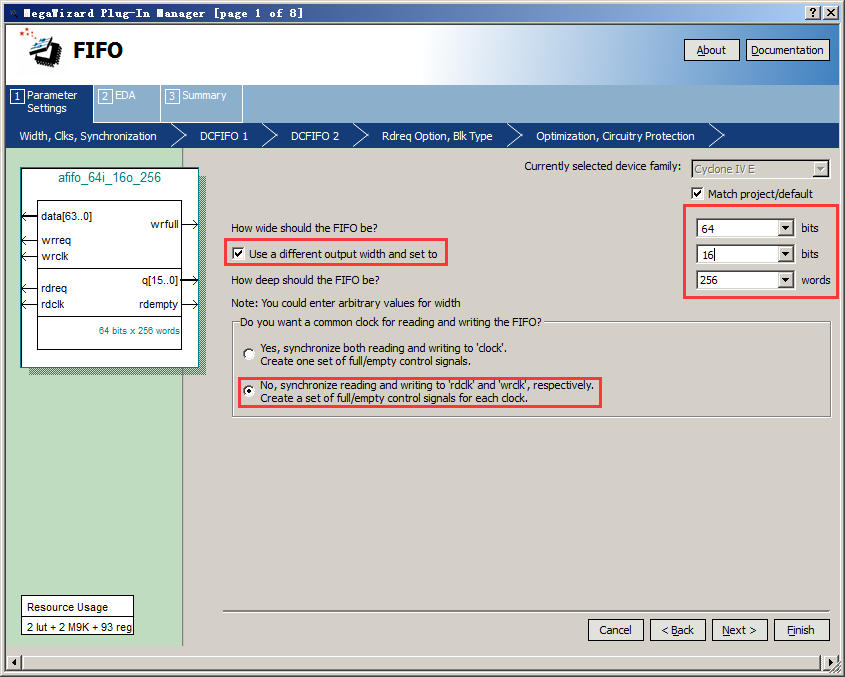 MegaWizard Plug-In Manager [page 1 of 8]
FIFO
About
Documentation
1 Parameter Settings
2 EDA
3 Summary
Width, Clks, Synchronization
DCFIFO 1
DCFIFO 2
Rdreq Option, Blk Type
Optimization, Circuitry Protection
Currently selected device family:
Cyclone IV E
Match project/default
afifo_64i_16o_256
data[63..0]
wrfull
wrreq
wrclk
q[15..0]
rdreq
rdclk
rdempty
64 bits x 256 words
How wide should the FIFO be?
64
bits
Use a different output width and set to
16
bits
How deep should the FIFO be?
256
words
Note: You could enter arbitrary values for width
Do you want a common clock for reading and writing the FIFO?
Yes, synchronize both reading and writing to 'clock'.
Create one set of full/empty control signals.
No, synchronize reading and writing to 'rdclk' and 'wrclk', respectively.
Create a set of full/empty control signals for each clock.
Resource Usage
2 lut + 2 M9K + 93 reg
Cancel
< Back
Next >
Finish